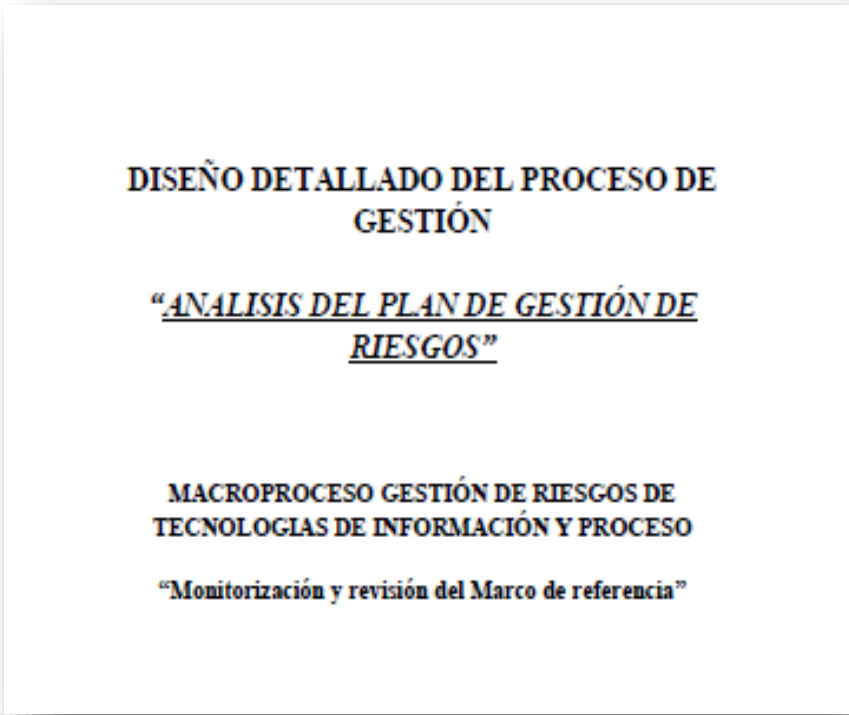 DISEÑO DETALLADO DEL PROCESO DE
GESTIÓN
“ANALISIS DEL PLAN DE GESTIÓN DE
RIESGOS”
MACROPROCESO GESTIÓN DE RIESGOS DE
TECNOLOGIAS DE INFORMACIÓN Y PROCESO
“Monitorización y revisión del Marco de referencia”